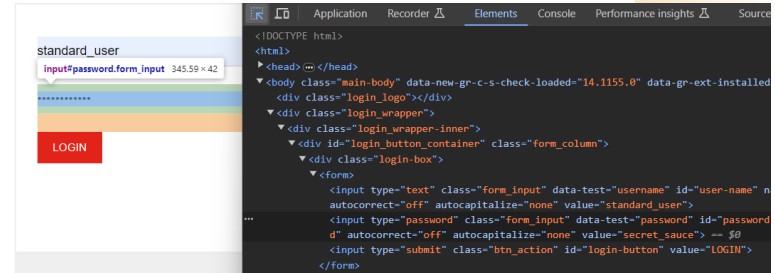 Application Recorder Elements Console Performance insights Source
standard_user
input#password.form_input 345.59 × 42
••••••••••••
LOGIN
<!DOCTYPE html>
<html>
<head> ⋯ </head>
<body class="main-body" data-new-gr-c-s-check-loaded="14.1155.0" data-gr-ext-installed
<div class="login_logo"></div>
<div class="login_wrapper">
<div class="login_wrapper-inner">
<div id="login_button_container" class="form_column">
<div class="login-box">
<form>
<input type="text" class="form_input" data-test="username" id="user-name" na
autocorrect="off" autocapitalize="none" value="standard_user">
⋯ <input type="password" class="form_input" data-test="password" id="password
d" autocorrect="off" autocapitalize="none" value="secret_sauce"> == $0
<input type="submit" class="btn_action" id="login-button" value="LOGIN">
</form>